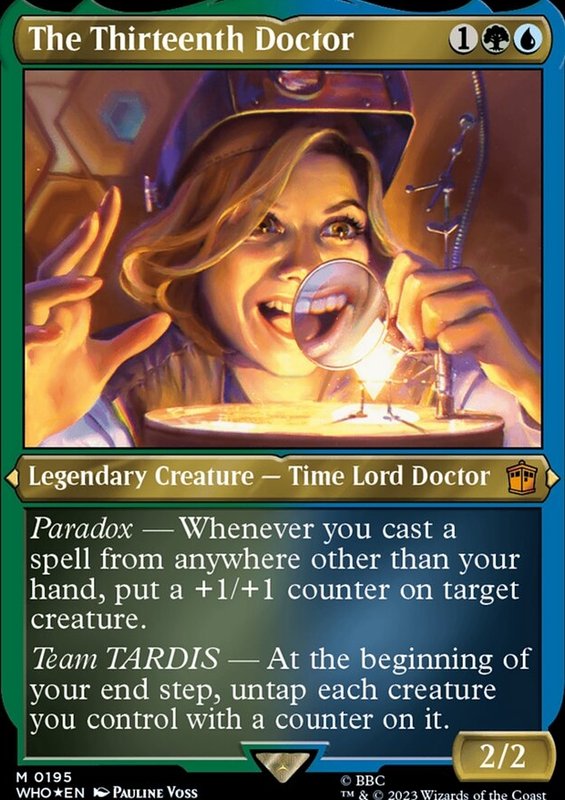 The Thirteenth Doctor 1
Legendary Creature — Time Lord Doctor
Paradox — Whenever you cast a
spell from anywhere other than your
hand, put a +1/+1 counter on target
creature.
Team TARDIS — At the beginning of
your end step, untap each creature
you control with a counter on it.
2/2
M 0195
WHO★EN Pauline Voss
© BBC
™ & © 2023 Wizards of the Coast